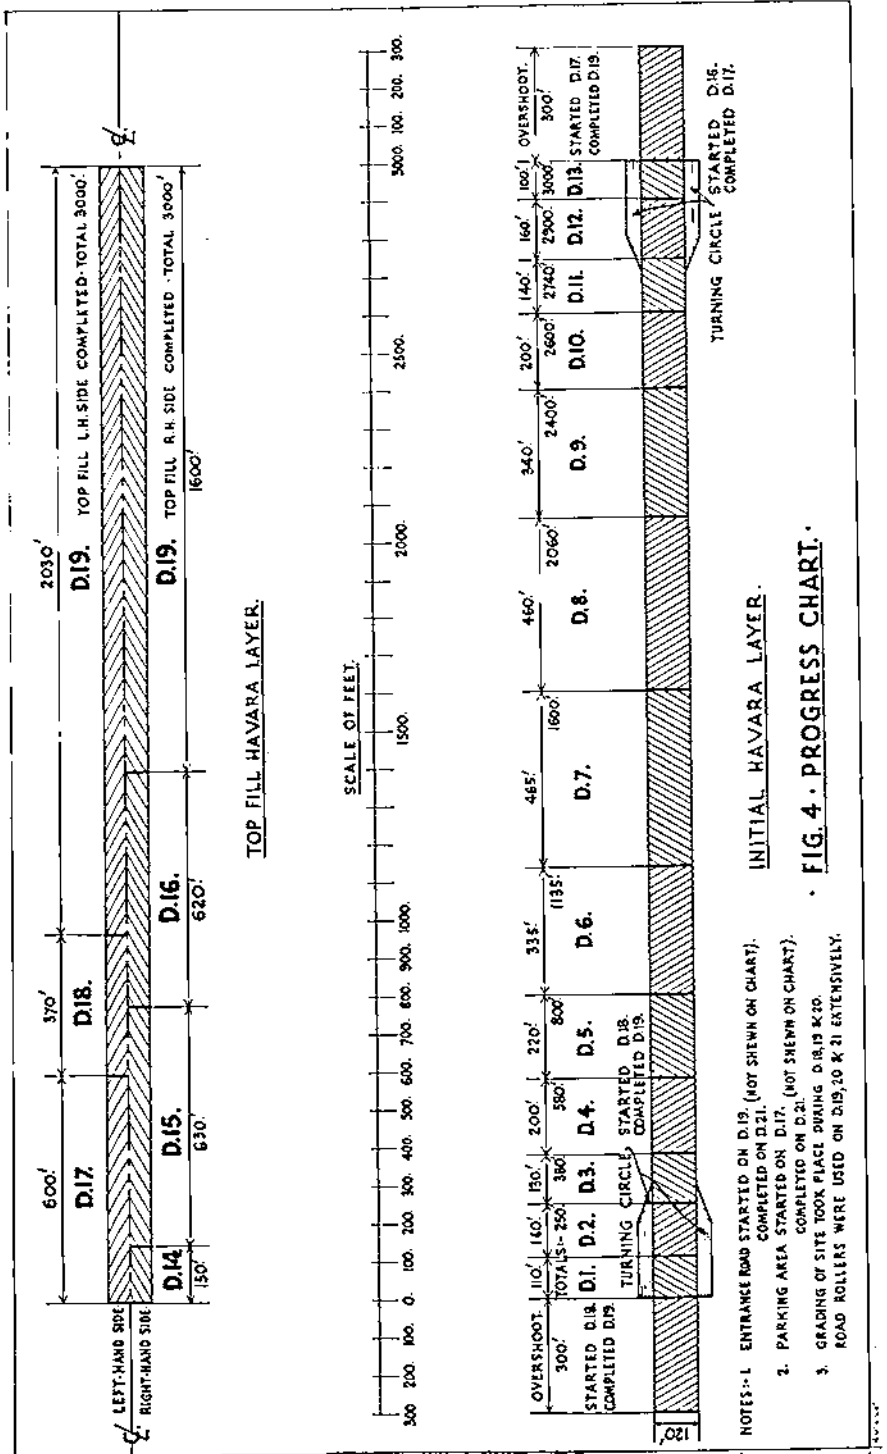 2030'
370'
600'
D.19. TOP FILL L.H. SIDE COMPLETED - TOTAL 3000'
D.18.
D.17.
LEFT-HAND SIDE
RIGHT-HAND SIDE
D.19. TOP FILL R.H. SIDE COMPLETED - TOTAL 3000'
D.16.
D.15.
D.14
1600'
620'
630'
150'
TOP FILL HAVARA LAYER.
SCALE OF FEET.
300 200. 100. 0. 100. 200. 300. 400. 500. 600. 700. 800. 900. 1000. 1500. 2000. 2500. 3000. 100. 200. 300.
OVERSHOOT. 110' 140' 130' 200' 220' 335' 465' 460' 340' 200' 140' 160' 100' OVERSHOOT.
300' TOTALS:- 250' 380' 580' 800' 1135' 1600' 2060' 2400' 2600' 2740' 2900' 3000' 300'
STARTED D.18.
COMPLETED D.19.
D.1. D.2. D.3. D.4. D.5. D.6. D.7. D.8. D.9. D.10. D.11. D.12. D.13.
STARTED D.17.
COMPLETED D.19.
TURNING CIRCLE, STARTED D.18.
COMPLETED D.19.
120'
TURNING CIRCLE STARTED D.16.
COMPLETED D.17.
INITIAL HAVARA LAYER.
· FIG. 4 · PROGRESS CHART. ·
NOTES:- 1. ENTRANCE ROAD STARTED ON D.19. (NOT SHEWN ON CHART).
COMPLETED ON D.21.
2. PARKING AREA STARTED ON D.17. (NOT SHEWN ON CHART).
COMPLETED ON D.21.
3. GRADING OF SITE TOOK PLACE DURING D.18, 19 & 20.
ROAD ROLLERS WERE USED ON D.19, 20 & 21 EXTENSIVELY.